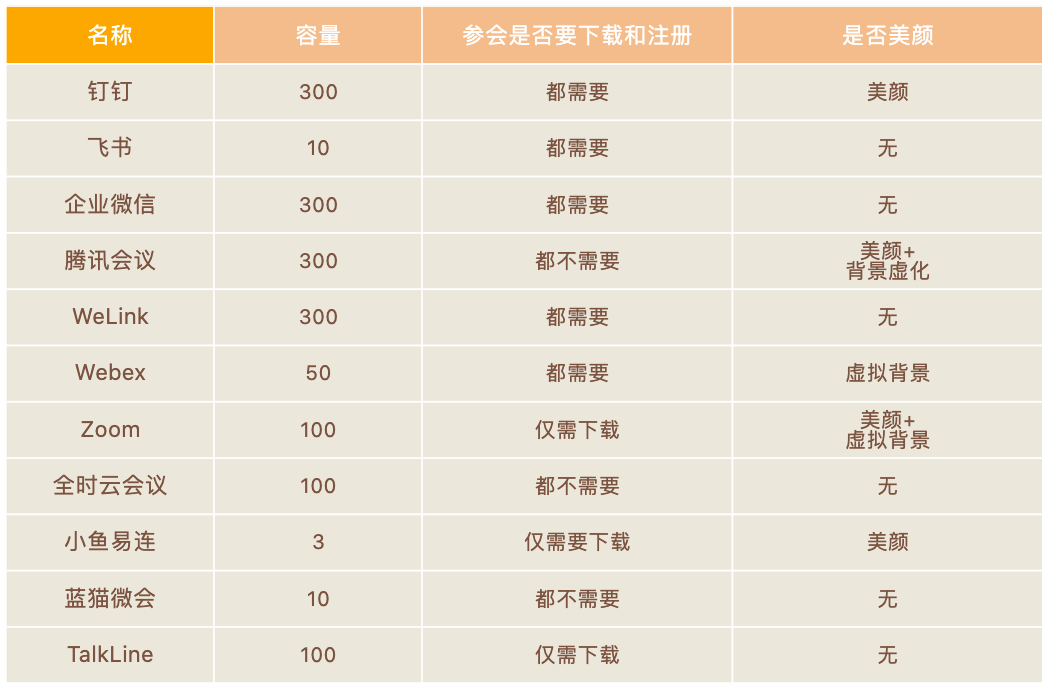 名称 容量 参会是否要下载和注册 是否美颜
钉钉 300 都需要 美颜
飞书 10 都需要 无
企业微信 300 都需要 无
腾讯会议 300 都不需要 美颜+
背景虚化
WeLink 300 都需要 无
Webex 50 都需要 虚拟背景
Zoom 100 仅需下载 美颜+
虚拟背景
全时云会议 100 都不需要 无
小鱼易连 3 仅需要下载 美颜
蓝猫微会 10 都不需要 无
TalkLine 100 仅需下载 无